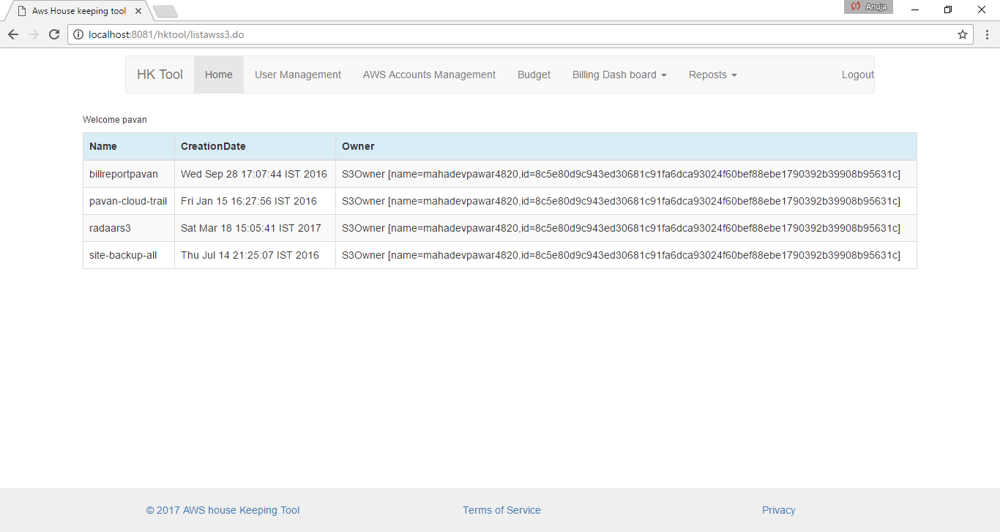 Aws House keeping tool
Anuja
localhost:8081/hktool/listawss3.do
HK Tool Home User Management AWS Accounts Management Budget Billing Dash board Reposts Logout
Welcome pavan
Name CreationDate Owner
billreportpavan Wed Sep 28 17:07:44 IST 2016 S3Owner [name=mahadevpawar4820,id=8c5e80d9c943ed30681c91fa6dca93024f60bef88ebe1790392b39908b95631c]
pavan-cloud-trail Fri Jan 15 16:27:56 IST 2016 S3Owner [name=mahadevpawar4820,id=8c5e80d9c943ed30681c91fa6dca93024f60bef88ebe1790392b39908b95631c]
radaars3 Sat Mar 18 15:05:41 IST 2017 S3Owner [name=mahadevpawar4820,id=8c5e80d9c943ed30681c91fa6dca93024f60bef88ebe1790392b39908b95631c]
site-backup-all Thu Jul 14 21:25:07 IST 2016 S3Owner [name=mahadevpawar4820,id=8c5e80d9c943ed30681c91fa6dca93024f60bef88ebe1790392b39908b95631c]
© 2017 AWS house Keeping Tool Terms of Service Privacy